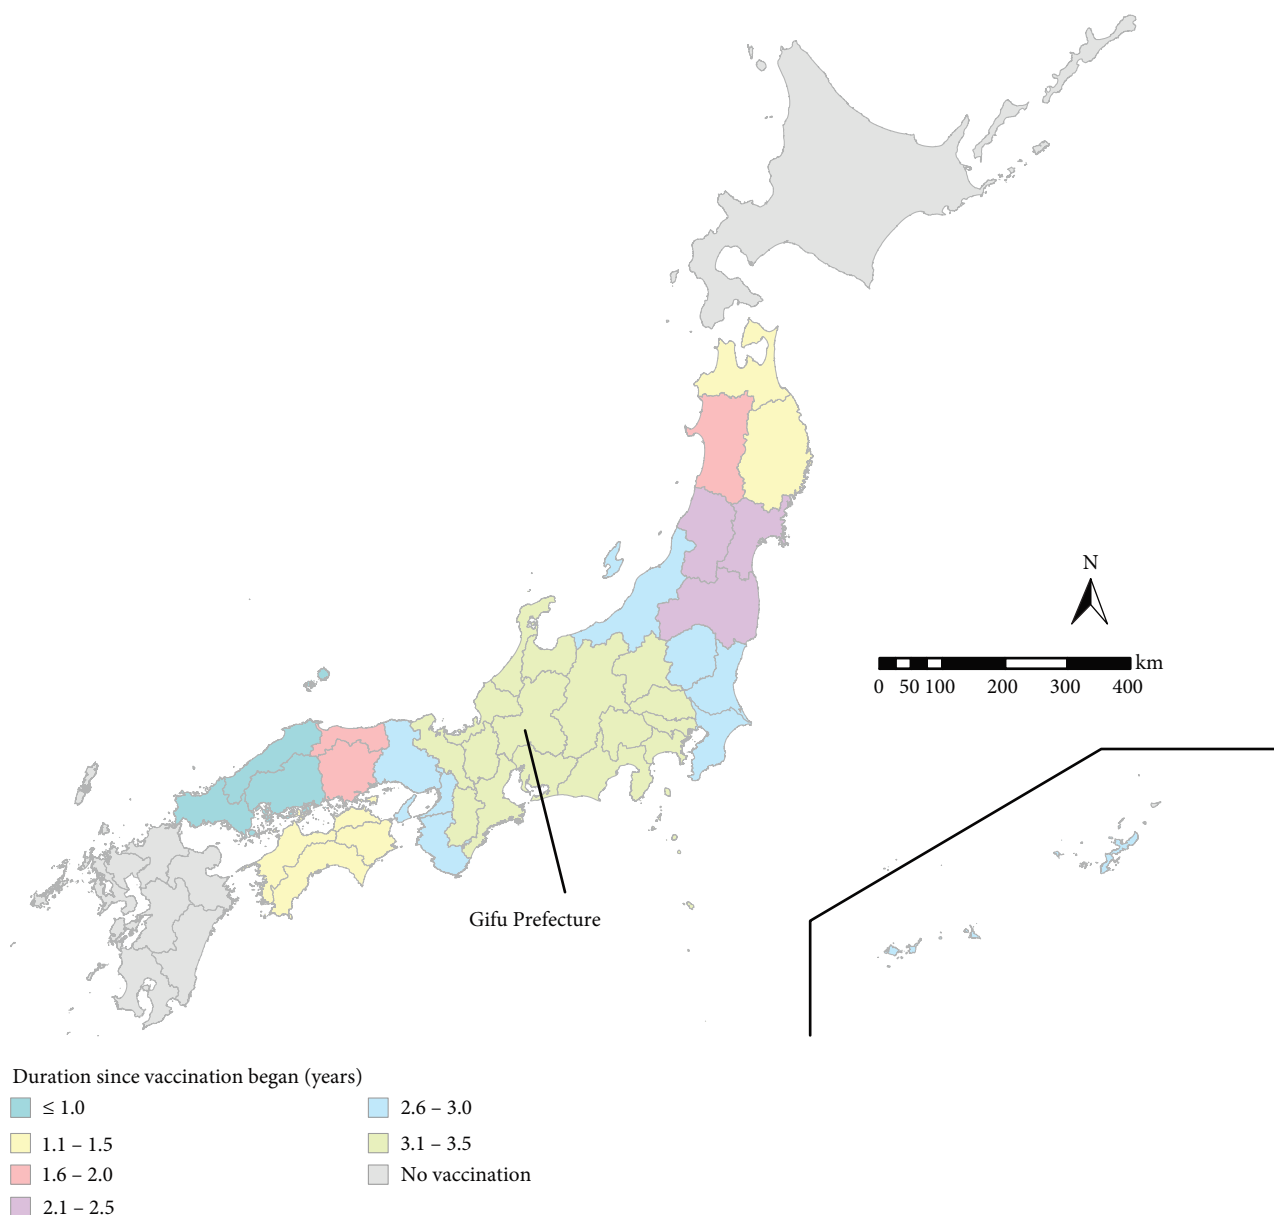 N
km
0 50 100 200 300 400
Gifu Prefecture
Duration since vaccination began (years)
≤ 1.0
1.1 – 1.5
1.6 – 2.0
2.1 – 2.5
2.6 – 3.0
3.1 – 3.5
No vaccination